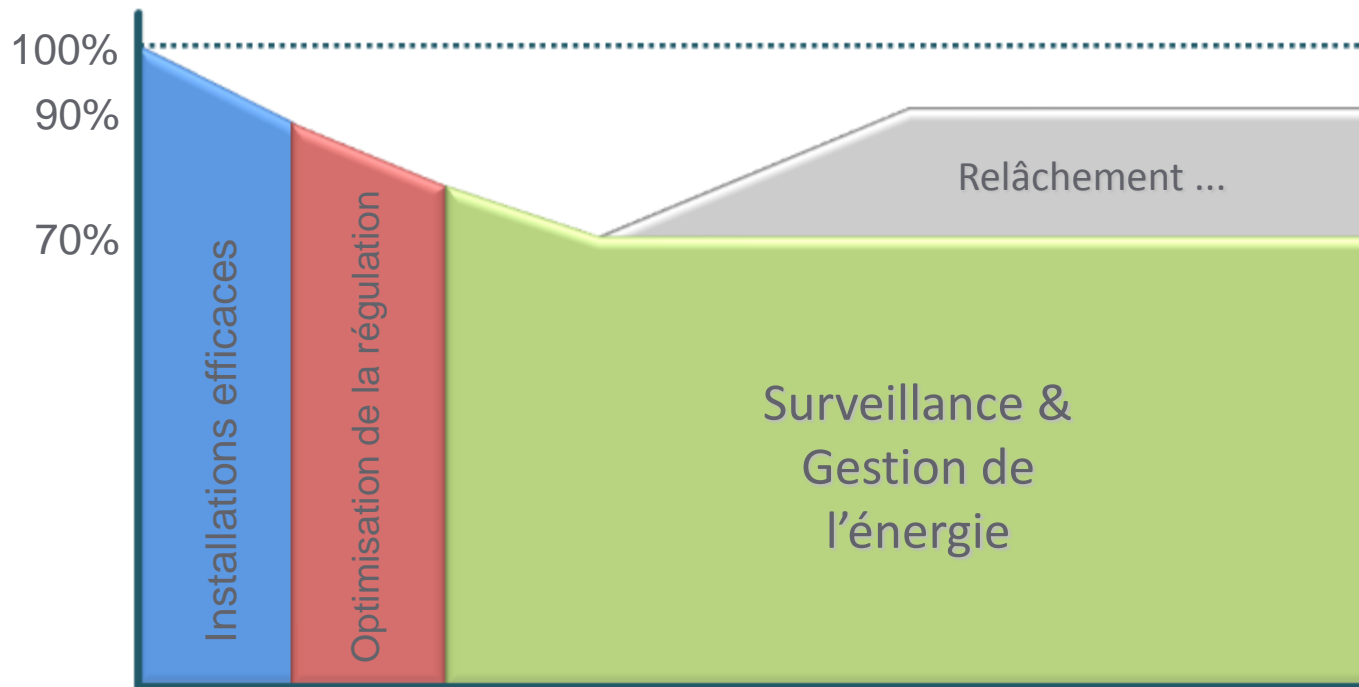 100%
90%
70%
Relâchement ...
Installations efficaces
Optimisation de la régulation
Surveillance &
Gestion de
l’énergie